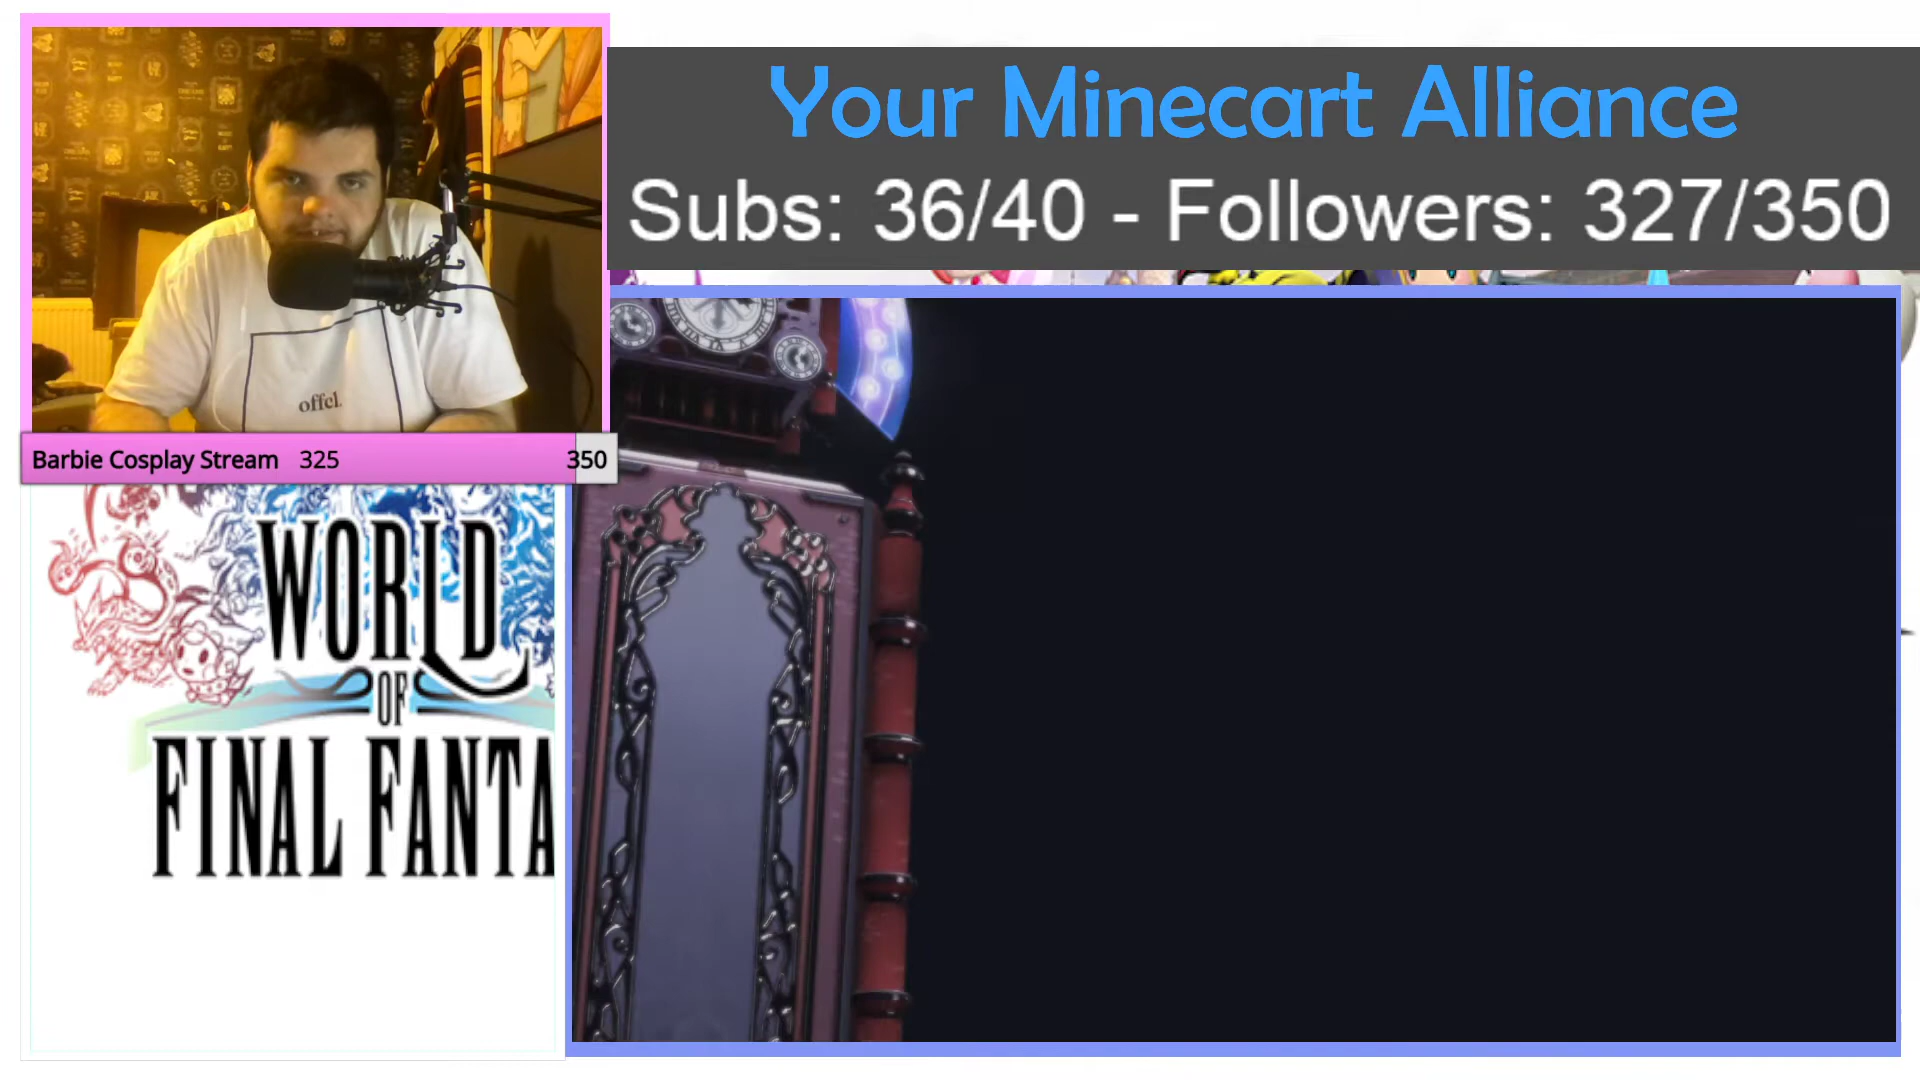 Your Minecart Alliance
Subs: 36/40 - Followers: 327/350
offcl.
Barbie Cosplay Stream 325 350
WORLD
OF
FINAL FANTA